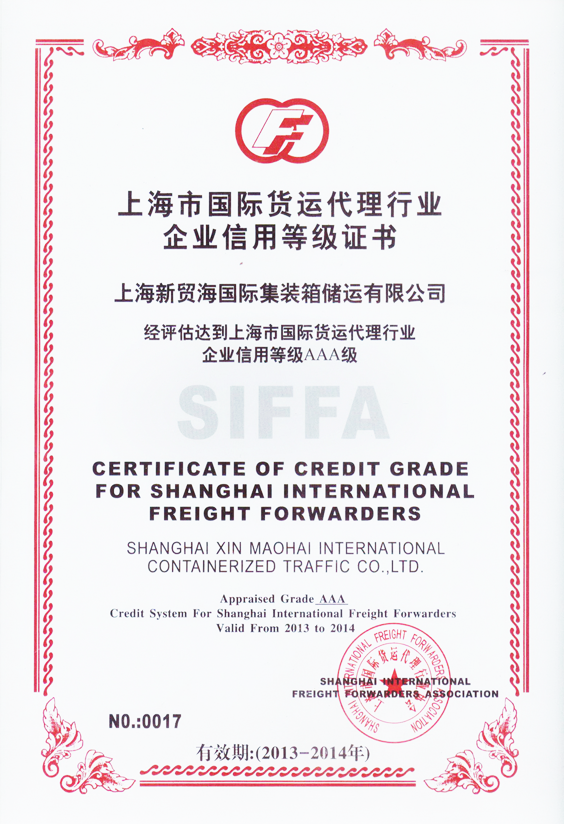 上海市国际货运代理行业
企业信用等级证书
上海新贸海国际集装箱储运有限公司
经评估达到上海市国际货运代理行业
企业信用等级AAA级
SIFFA
CERTIFICATE OF CREDIT GRADE
FOR SHANGHAI INTERNATIONAL
FREIGHT FORWARDERS
SHANGHAI XIN MAOHAI INTERNATIONAL
CONTAINERIZED TRAFFIC CO.,LTD.
Appraised Grade AAA
Credit System For Shanghai International Freight Forwarders
Valid From 2013 to 2014
SHANGHAI INTERNATIONAL FREIGHT FORWARDERS ASSOCIATION
SHANGHAI INTERNATIONAL
FREIGHT FORWARDERS ASSOCIATION
NO.:0017
有效期:(2013-2014年)